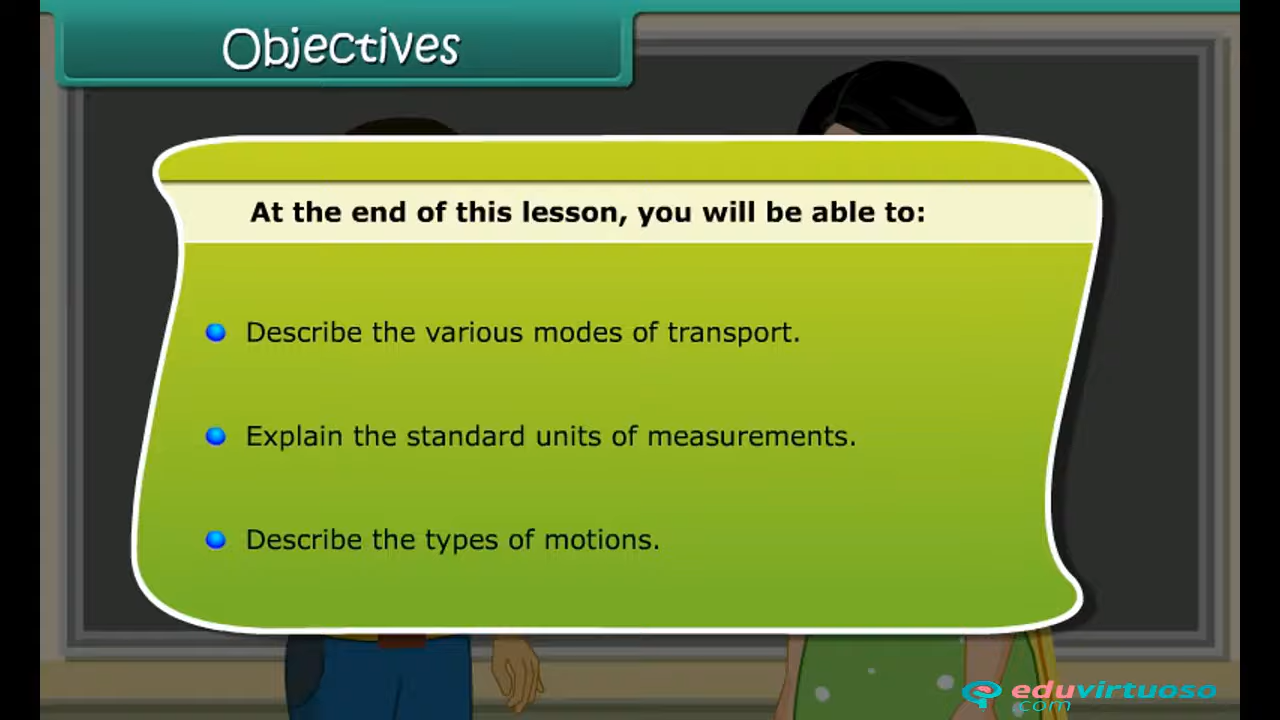 Objectives
At the end of this lesson, you will be able to:
Describe the various modes of transport.
Explain the standard units of measurements.
Describe the types of motions.
eduvirtuoso
com